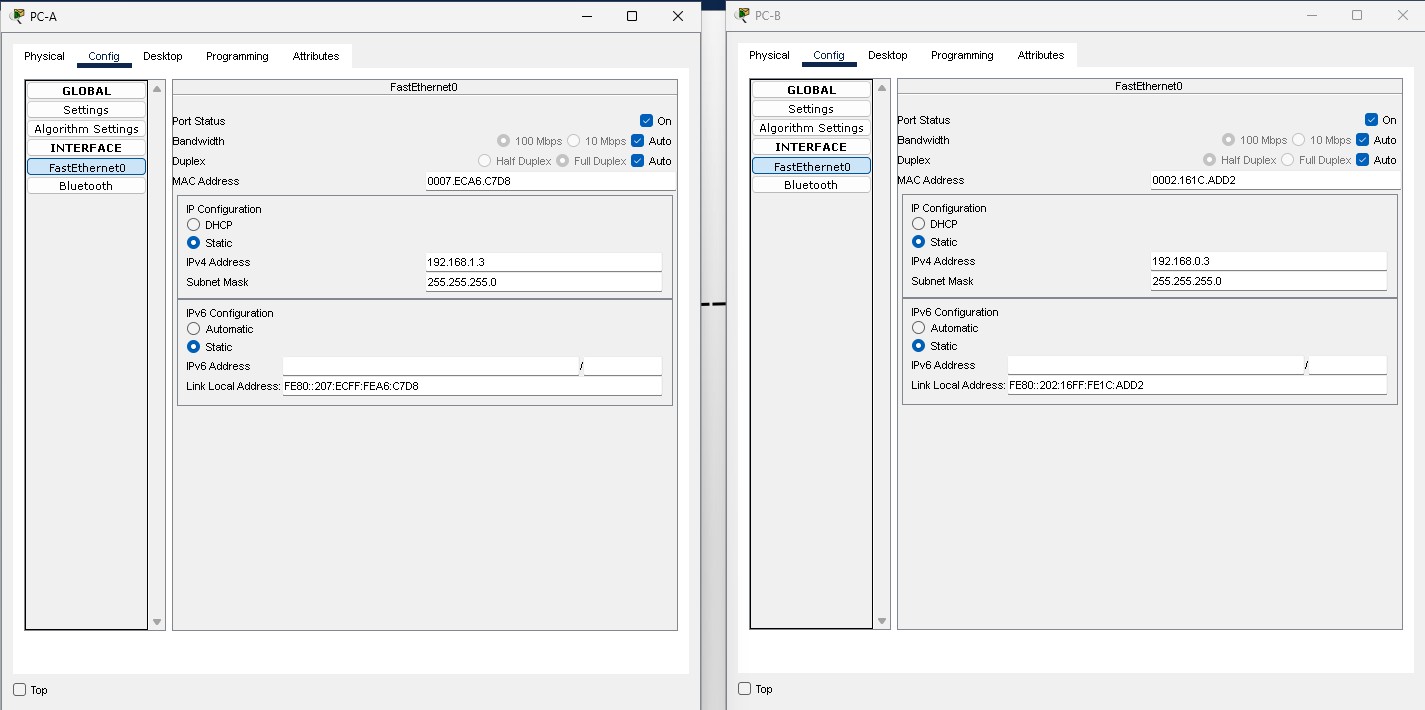 PC-A
Physical Config Desktop Programming Attributes
GLOBAL
Settings
Algorithm Settings
INTERFACE
FastEthernet0
Bluetooth
FastEthernet0
Port Status On
Bandwidth 100 Mbps 10 Mbps Auto
Duplex Half Duplex Full Duplex Auto
MAC Address 0007.ECA6.C7D8
IP Configuration
DHCP
Static
IPv4 Address 192.168.1.3
Subnet Mask 255.255.255.0
IPv6 Configuration
Automatic
Static
IPv6 Address /
Link Local Address: FE80::207:ECFF:FEA6:C7D8
Top
PC-B
Physical Config Desktop Programming Attributes
GLOBAL
Settings
Algorithm Settings
INTERFACE
FastEthernet0
Bluetooth
FastEthernet0
Port Status On
Bandwidth 100 Mbps 10 Mbps Auto
Duplex Half Duplex Full Duplex Auto
MAC Address 0002.161C.ADD2
IP Configuration
DHCP
Static
IPv4 Address 192.168.0.3
Subnet Mask 255.255.255.0
IPv6 Configuration
Automatic
Static
IPv6 Address /
Link Local Address: FE80::202:16FF:FE1C:ADD2
Top